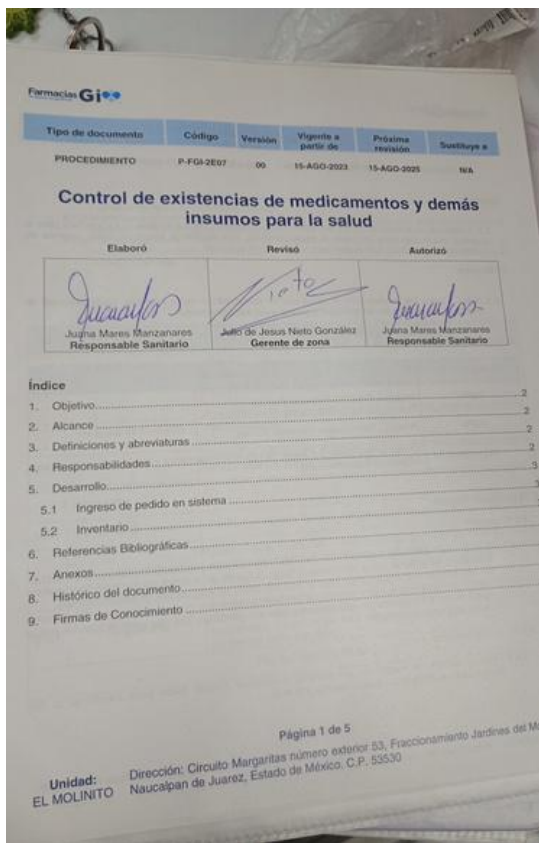 Farmacias Gi
Tipo de documento Código Versión Vigente a partir de Próxima revisión Sustituye a
PROCEDIMIENTO P-FGI-2E07 00 15-AGO-2023 15-AGO-2025 N/A
Control de existencias de medicamentos y demás
insumos para la salud
Elaboró Revisó Autorizó
Nieto
Juana Mares Manzanares Julio de Jesus Nieto González Juana Mares Manzanares
Responsable Sanitario Gerente de zona Responsable Sanitario
Índice
1. Objetivo 2
2. Alcance 2
3. Definiciones y abreviaturas 2
4. Responsabilidades 2
5. Desarrollo 3
5.1 Ingreso de pedido en sistema 3
5.2 Inventario
6. Referencias Bibliográficas
7. Anexos
8. Histórico del documento
9. Firmas de Conocimiento
Página 1 de 5
Unidad: Dirección: Circuito Margaritas número exterior 53, Fraccionamiento Jardines del
EL MOLINITO Naucalpan de Juarez, Estado de México, C.P. 53530